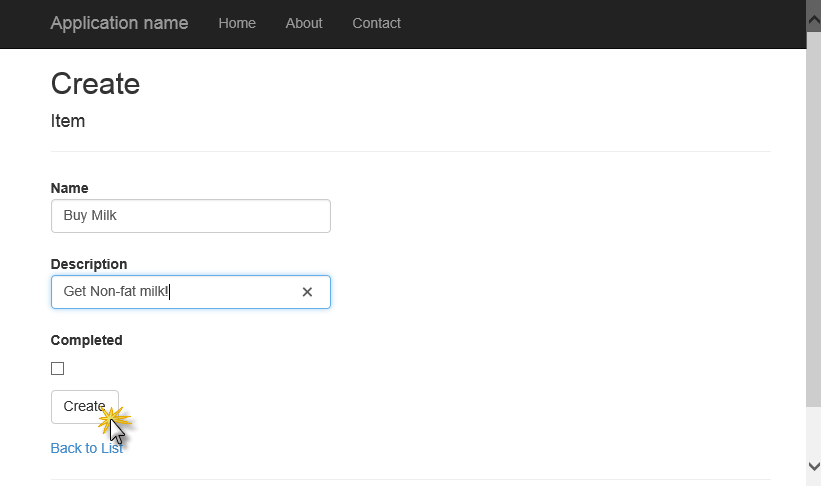 Application name Home About Contact
Create
Item
Name
Buy Milk
Description
Get Non-fat milk!
Completed
Create
Back to List